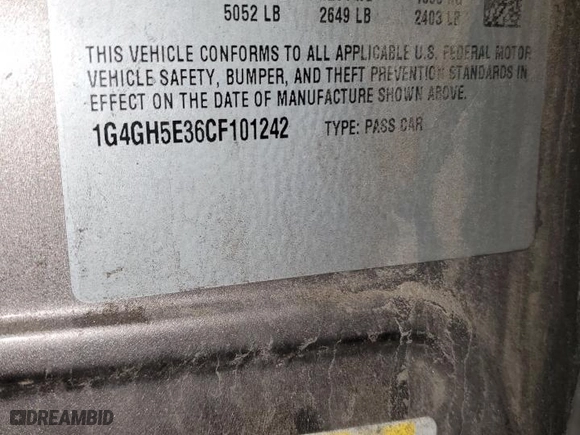 5052 LB 2649 LB 2403 LB
THIS VEHICLE CONFORMS TO ALL APPLICABLE U.S. FEDERAL MOTOR
VEHICLE SAFETY, BUMPER, AND THEFT PREVENTION STANDARDS IN
EFFECT ON THE DATE OF MANUFACTURE SHOWN ABOVE.
1G4GH5E36CF101242 TYPE: PASS CAR
DREAMBID